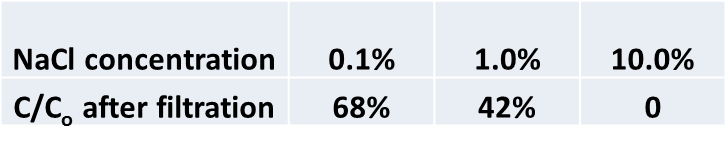 NaCl concentration 0.1% 1.0% 10.0%
C/Co after filtration 68% 42% 0